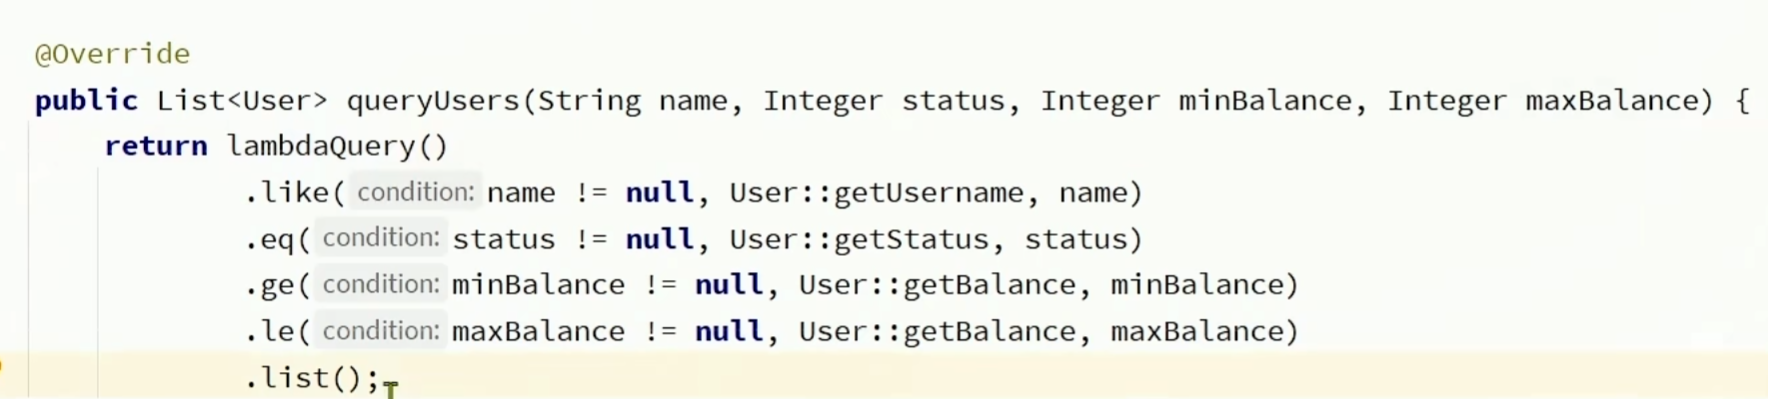 @Override
public List<User> queryUsers(String name, Integer status, Integer minBalance, Integer maxBalance) {
return lambdaQuery()
.like( condition: name != null, User::getUsername, name)
.eq( condition: status != null, User::getStatus, status)
.ge( condition: minBalance != null, User::getBalance, minBalance)
.le( condition: maxBalance != null, User::getBalance, maxBalance)
.list();